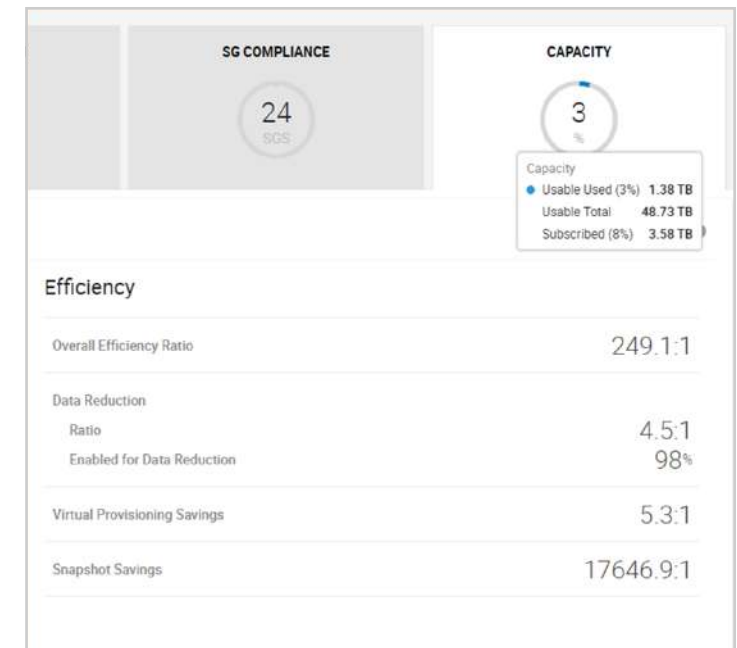 SG COMPLIANCE
CAPACITY
24
SGS
3
%
Capacity
Usable Used (3%) 1.38 TB
Usable Total 48.73 TB
Subscribed (8%) 3.58 TB
Efficiency
Overall Efficiency Ratio 249.1:1
Data Reduction
Ratio 4.5:1
Enabled for Data Reduction 98%
Virtual Provisioning Savings 5.3:1
Snapshot Savings 17646.9:1